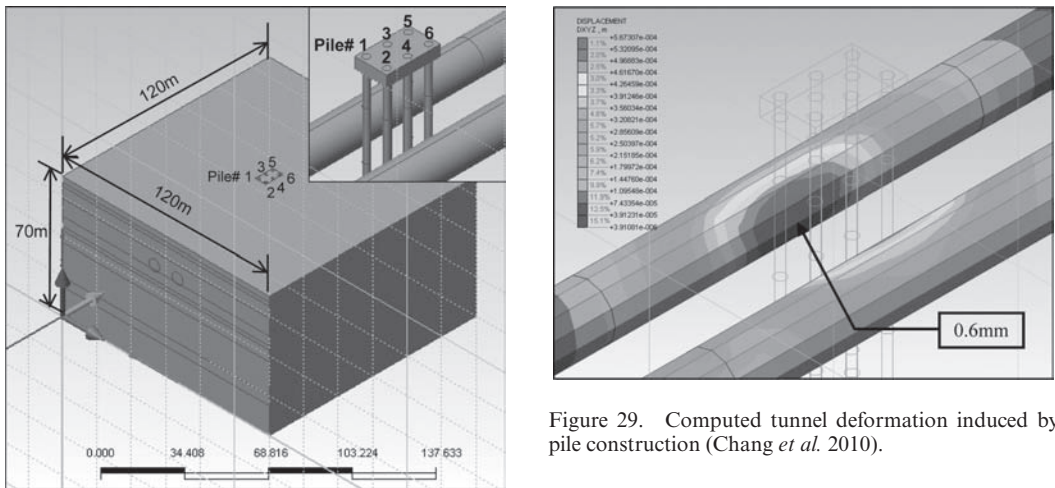 5
3 6
Pile# 1 4
2
120m
120m
70m
5
3
Pile# 1 6
4
2
0.000 34.408 68.816 103.224 137.633
DISPLACEMENT
DXYZ , m
+5.67307e-004
+5.32095e-004
+4.96883e-004
+4.61670e-004
+4.26459e-004
+3.91246e-004
+3.56034e-004
+3.20821e-004
+2.85609e-004
+2.50397e-004
+2.15185e-004
+1.79972e-004
+1.44760e-004
+1.09548e-004
+7.43354e-005
+3.91231e-005
+3.91081e-006
0.6mm
Figure 29. Computed tunnel deformation induced by
pile construction (Chang et al. 2010).